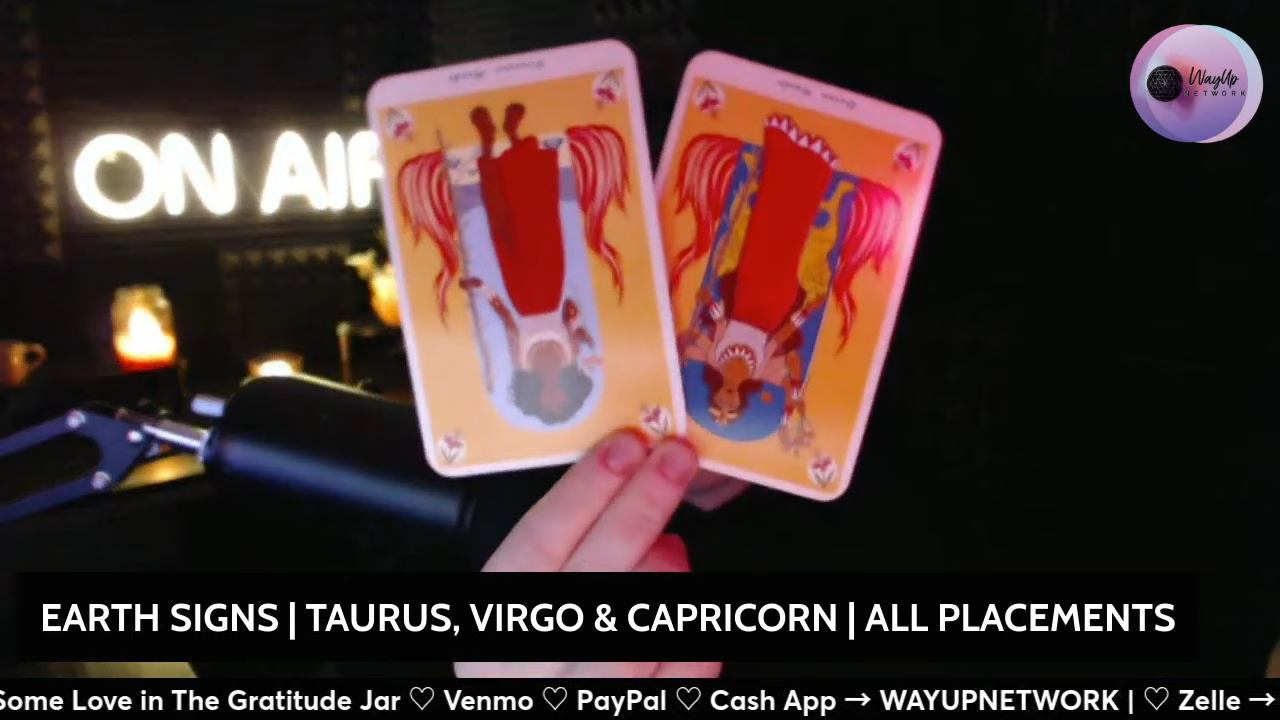 ON AIR
WayUp
NETWORK
EARTH SIGNS | TAURUS, VIRGO & CAPRICORN | ALL PLACEMENTS
Some Love in The Gratitude Jar ♡ Venmo ♡ PayPal ♡ Cash App → WAYUPNETWORK | ♡ Zelle →